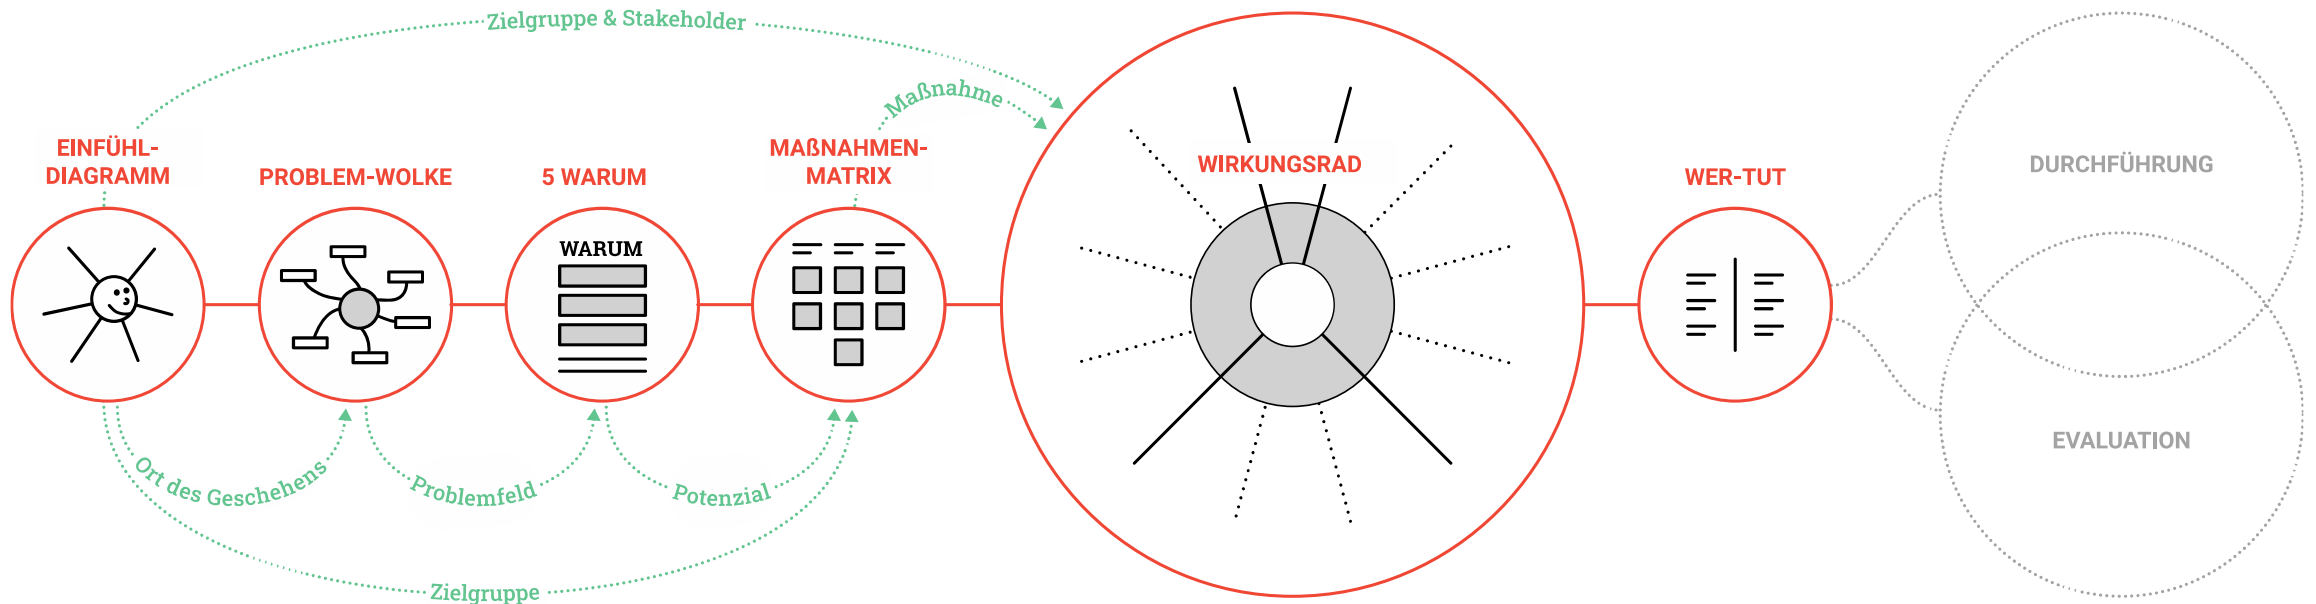 Zielgruppe & Stakeholder
Maßnahme
EINFÜHL-
DIAGRAMM
PROBLEM-WOLKE
5 WARUM
MAßNAHMEN-
MATRIX
WIRKUNGSRAD
WER-TUT
DURCHFÜHRUNG
WARUM
EVALUATION
Ort des Geschehens
Problemfeld
Potenzial
Zielgruppe